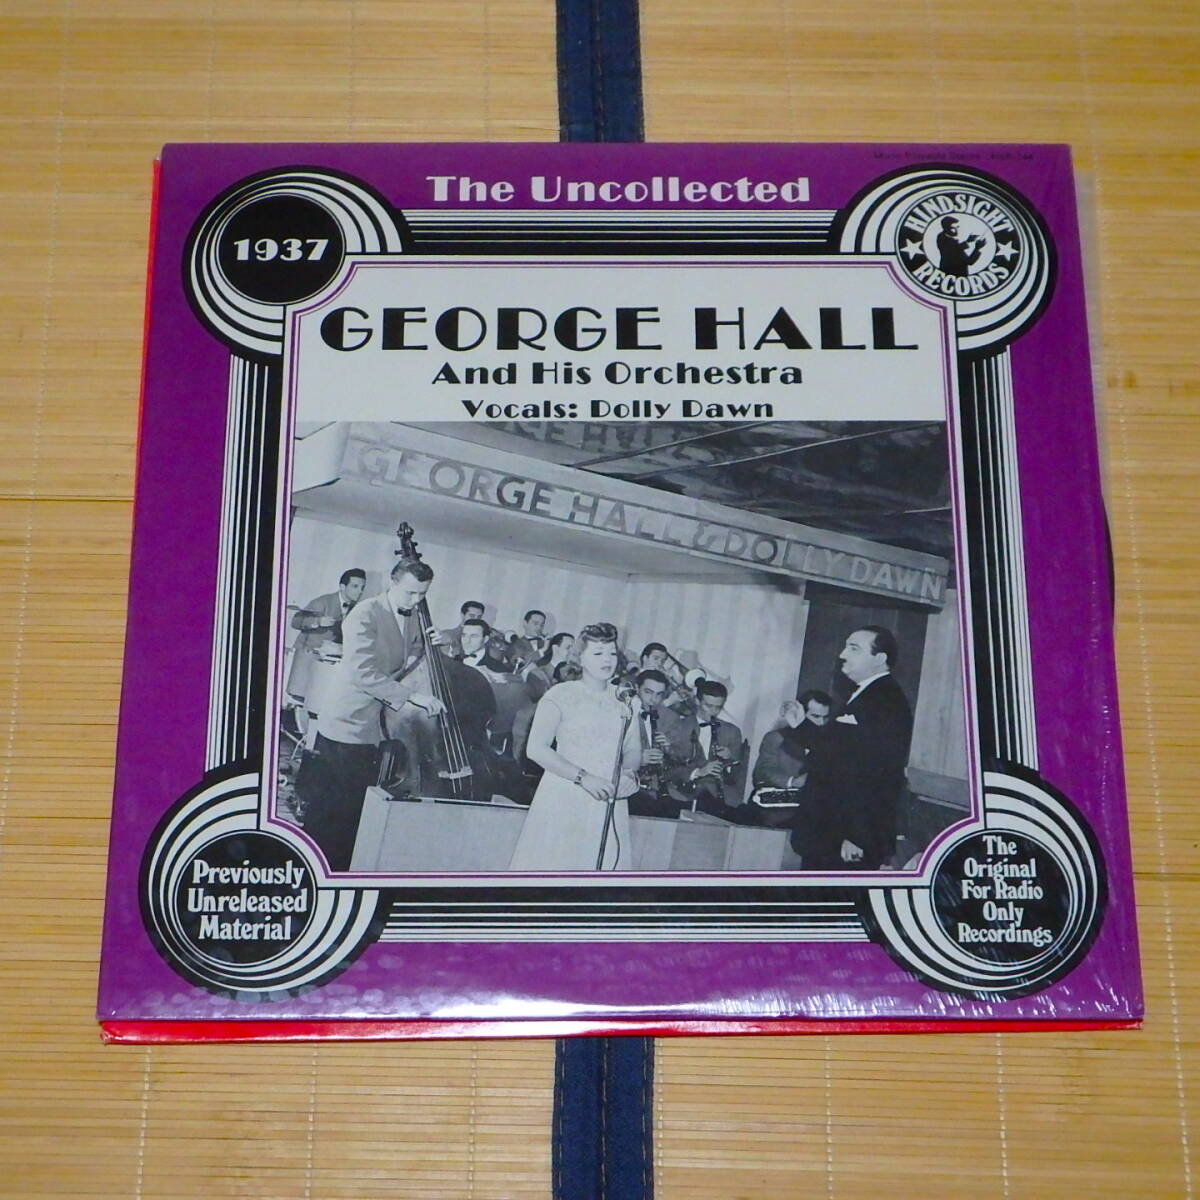 The Uncollected
1937
HINDSIGHT
RECORDS
GEORGE HALL
And His Orchestra
Vocals: Dolly Dawn
GEORGE HALL & DOLLY DAWN
Previously
Unreleased
Material
The
Original
For Radio
Only
Recordings